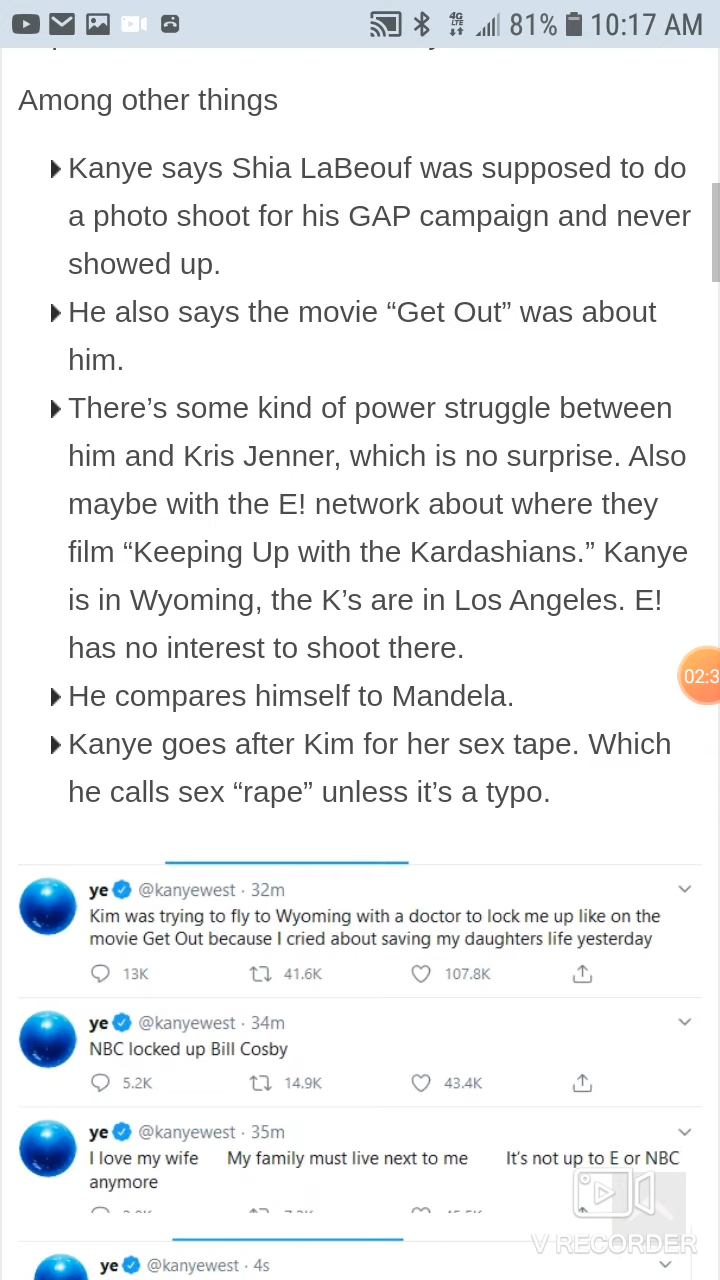 4G
LTE
81% 10:17 AM
Among other things
Kanye says Shia LaBeouf was supposed to do
a photo shoot for his GAP campaign and never
showed up.
He also says the movie “Get Out” was about
him.
There’s some kind of power struggle between
him and Kris Jenner, which is no surprise. Also
maybe with the E! network about where they
film “Keeping Up with the Kardashians.” Kanye
is in Wyoming, the K’s are in Los Angeles. E!
has no interest to shoot there.
02:3
He compares himself to Mandela.
Kanye goes after Kim for her sex tape. Which
he calls sex “rape” unless it’s a typo.
ye @kanyewest · 32m
Kim was trying to fly to Wyoming with a doctor to lock me up like on the
movie Get Out because I cried about saving my daughters life yesterday
13K 41.6K 107.8K
ye @kanyewest · 34m
NBC locked up Bill Cosby
5.2K 14.9K 43.4K
ye @kanyewest · 35m
I love my wife My family must live next to me It’s not up to E or NBC
anymore
V RECORDER
ye @kanyewest · 4s